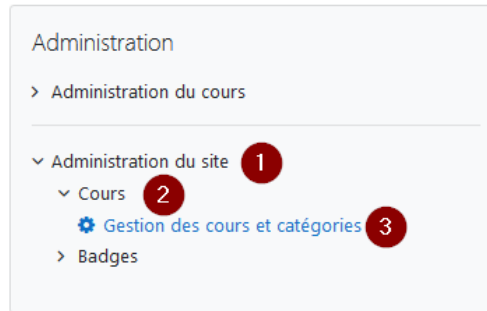 Administration
Administration du cours
Administration du site 1
Cours 2
Gestion des cours et catégories 3
Badges